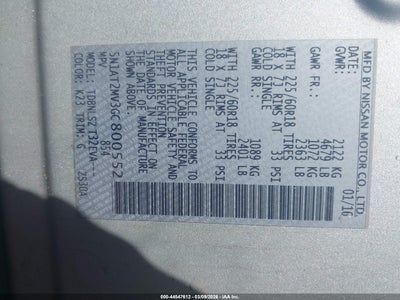 MFD BY NISSAN MOTOR CO.,LTD.
DATE: 01/16
GVWR: 2122 KG
4679 LB
GAWR FR.: 1072 KG
2363 LB
WITH 225/60R18 TIRES
18 X 7J RIMS AT 33 PSI
COLD SINGLE
GAWR RR.: 1089 KG
2401 LB
WITH 225/60R18 TIRES
18 X 7J RIMS AT 33 PSI
COLD SINGLE
THIS VEHICLE CONFORMS TO
ALL APPLICABLE FEDERAL
MOTOR VEHICLE SAFETY AND
THEFT PREVENTION
STANDARDS IN EFFECT ON
THE DATE OF MANUFACTURE
SHOWN ABOVE.
5N1AT2MV3GC800552
MPV 854
MODEL:
COLOR: K23 TRIM: G
ZS104
000-44547612 - 03/09/2026 - IAA Inc.